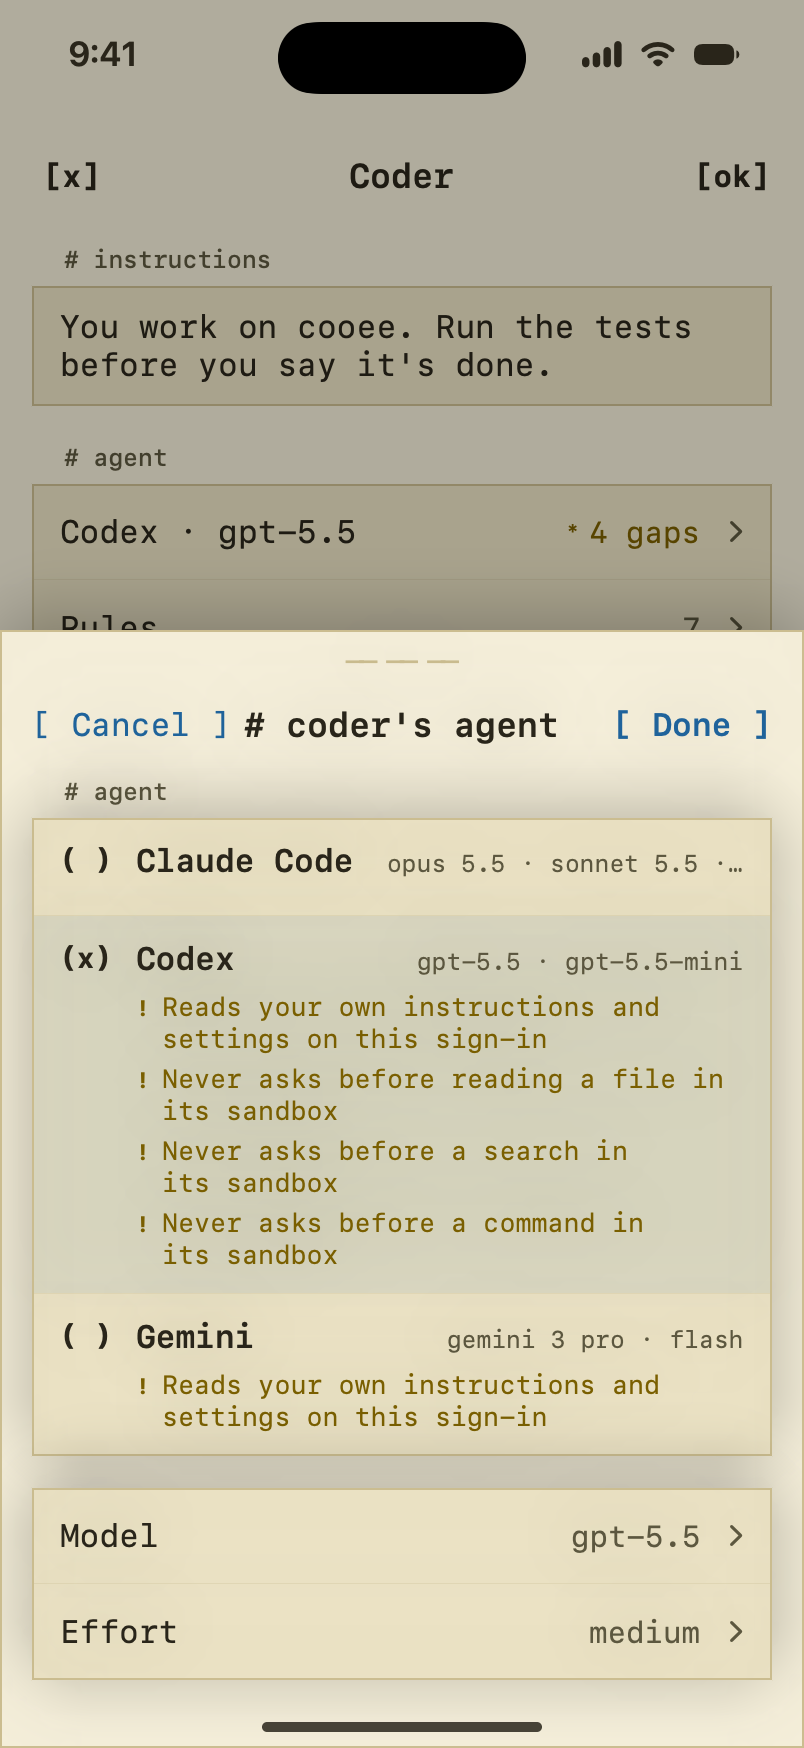 9:41
[x] Coder [ok]
# instructions
You work on cooee. Run the tests
before you say it's done.
# agent
Codex · gpt-5.5 * 4 gaps >
Rules 7 >
[ Cancel ] # coder's agent [ Done ]
# agent
( ) Claude Code opus 5.5 · sonnet 5.5 ·…
(x) Codex gpt-5.5 · gpt-5.5-mini
! Reads your own instructions and
settings on this sign-in
! Never asks before reading a file in
its sandbox
! Never asks before a search in
its sandbox
! Never asks before a command in
its sandbox
( ) Gemini gemini 3 pro · flash
! Reads your own instructions and
settings on this sign-in
Model gpt-5.5 >
Effort medium >